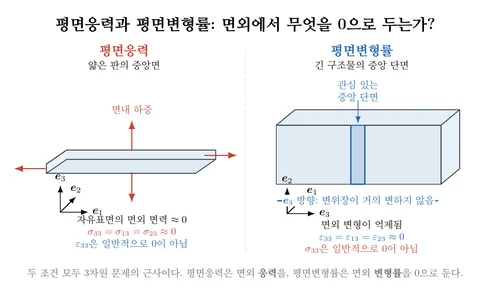 평면응력과 평면변형률: 면외에서 무엇을 0으로 두는가?
평면응력
얇은 판의 중앙면
면내 하중
e₃
e₂
e₁
자유표면의 면외 면력 ≈ 0
σ₃₃ = σ₁₃ = σ₂₃ ≈ 0
ε₃₃은 일반적으로 0이 아님
평면변형률
긴 구조물의 중앙 단면
관심 있는
중앙 단면
e₂
e₁
e₃ 방향: 변위장이 거의 변하지 않음
면외 변형이 억제됨
ε₃₃ = ε₁₃ = ε₂₃ ≈ 0
σ₃₃은 일반적으로 0이 아님
두 조건 모두 3차원 문제의 근사이다. 평면응력은 면외 응력을, 평면변형률은 면외 변형률을 0으로 둔다.